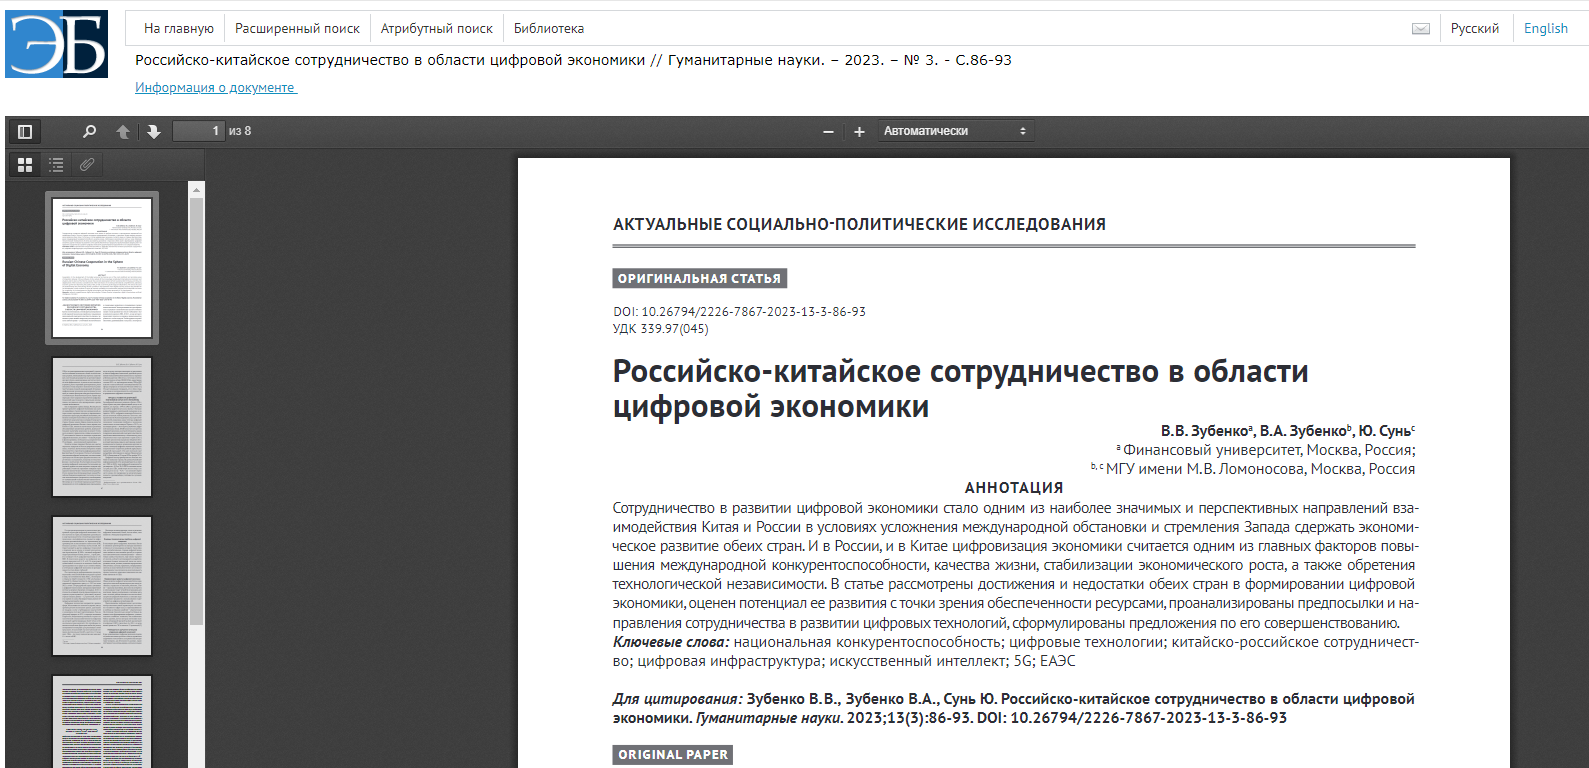 ЭБ
На главную Расширенный поиск Атрибутный поиск Библиотека Русский English
Российско-китайское сотрудничество в области цифровой экономики // Гуманитарные науки. – 2023. – № 3. - С.86-93
Информация о документе
1 из 8 Автоматически
АКТУАЛЬНЫЕ СОЦИАЛЬНО-ПОЛИТИЧЕСКИЕ ИССЛЕДОВАНИЯ
ОРИГИНАЛЬНАЯ СТАТЬЯ
DOI: 10.26794/2226-7867-2023-13-3-86-93
УДК 339.97(045)
Российско-китайское сотрудничество в области
цифровой экономики
В.В. Зубенкоᵃ, В.А. Зубенкоᵇ, Ю. Суньᶜ
ᵃ Финансовый университет, Москва, Россия;
ᵇ, ᶜ МГУ имени М.В. Ломоносова, Москва, Россия
АННОТАЦИЯ
Сотрудничество в развитии цифровой экономики стало одним из наиболее значимых и перспективных направлений вза-
имодействия Китая и России в условиях усложнения международной обстановки и стремления Запада сдержать экономи-
ческое развитие обеих стран. И в России, и в Китае цифровизация экономики считается одним из главных факторов повы-
шения международной конкурентоспособности, качества жизни, стабилизации экономического роста, а также обретения
технологической независимости. В статье рассмотрены достижения и недостатки обеих стран в формировании цифровой
экономики, оценен потенциал ее развития с точки зрения обеспеченности ресурсами, проанализированы предпосылки и на-
правления сотрудничества в развитии цифровых технологий, сформулированы предложения по его совершенствованию.
Ключевые слова: национальная конкурентоспособность; цифровые технологии; китайско-российское сотрудничест-
во; цифровая инфраструктура; искусственный интеллект; 5G; ЕАЭС
Для цитирования: Зубенко В.В., Зубенко В.А., Сунь Ю. Российско-китайское сотрудничество в области цифровой
экономики. Гуманитарные науки. 2023;13(3):86-93. DOI: 10.26794/2226-7867-2023-13-3-86-93
ORIGINAL PAPER